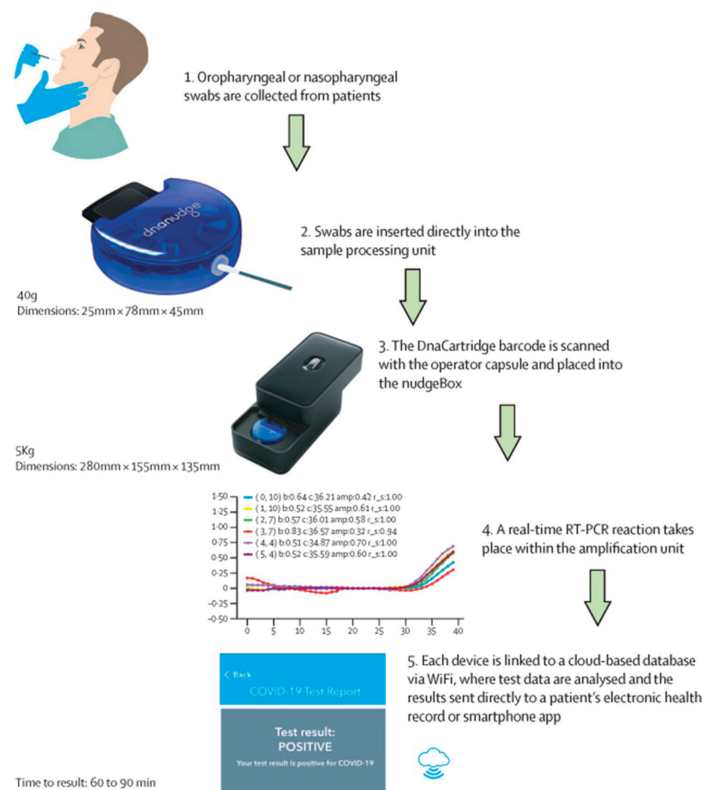 1. Oropharyngeal or nasopharyngeal
swabs are collected from patients
dnanudge
2. Swabs are inserted directly into the
sample processing unit
40g
Dimensions: 25mm × 78mm × 45mm
3. The DnaCartridge barcode is scanned
with the operator capsule and placed into
the nudgeBox
5Kg
Dimensions: 280mm × 155mm × 135mm
1·50
1·25
1·00
0·75
0·50
0·25
0
–0·25
–0·50
( 0, 10) b:0.64 c:36.21 amp:0.42 r_s:1.00
( 1, 10) b:0.52 c:35.55 amp:0.61 r_s:1.00
( 2, 7) b:0.57 c:36.01 amp:0.58 r_s:1.00
( 3, 7) b:0.83 c:36.57 amp:0.32 r_s:0.94
( 4, 4) b:0.51 c:34.87 amp:0.70 r_s:1.00
( 5, 4) b:0.52 c:35.59 amp:0.60 r_s:1.00
0 5 10 15 20 25 30 35 40
4. A real-time RT-PCR reaction takes
place within the amplification unit
5. Each device is linked to a cloud-based database
via WiFi, where test data are analysed and the
results sent directly to a patient's electronic health
record or smartphone app
< Back
COVID-19 Test Report
Test result:
POSITIVE
Your test result is positive for COVID-19
Time to result: 60 to 90 min